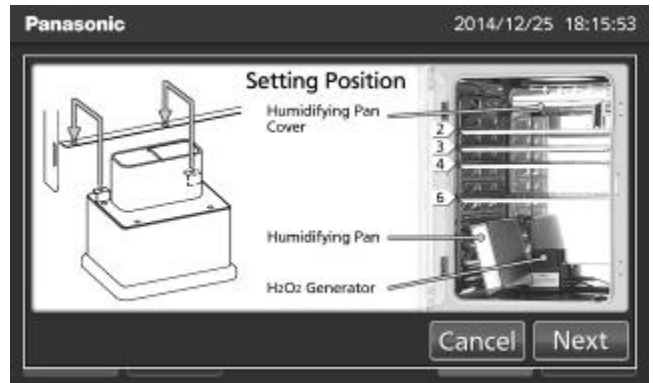 Panasonic
2014/12/25 18:15:53
Setting Position
Humidifying Pan
Cover
2
3
4
6
Humidifying Pan
H2O2 Generator
Cancel
Next